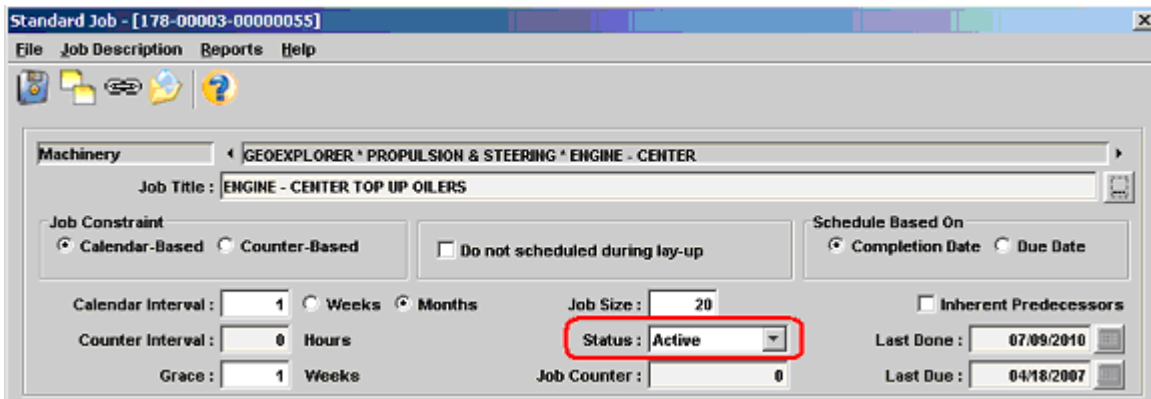 Standard Job - [178-00003-00000055]
File Job Description Reports Help
Machinery GEOEXPLORER * PROPULSION & STEERING * ENGINE - CENTER
Job Title : ENGINE - CENTER TOP UP OILERS
Job Constraint Schedule Based On
Calendar-Based Counter-Based Do not scheduled during lay-up Completion Date Due Date
Calendar Interval : 1 Weeks Months Job Size : 20 Inherent Predecessors
Counter Interval : 0 Hours Status : Active Last Done : 07/09/2010
Grace : 1 Weeks Job Counter : 0 Last Due : 04/18/2007